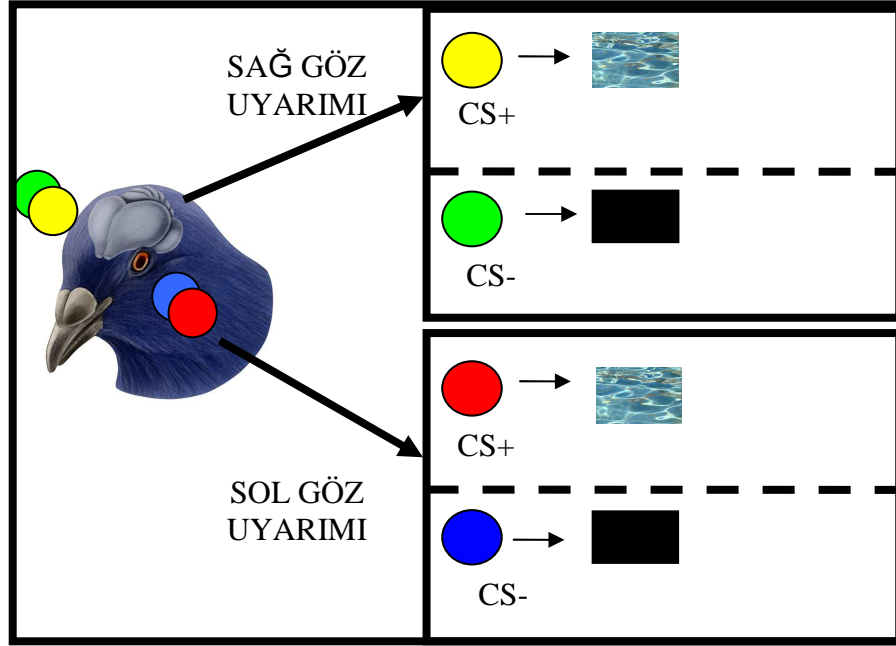 SAĞ GÖZ
UYARIMI
CS+
CS-
CS+
SOL GÖZ
UYARIMI
CS-